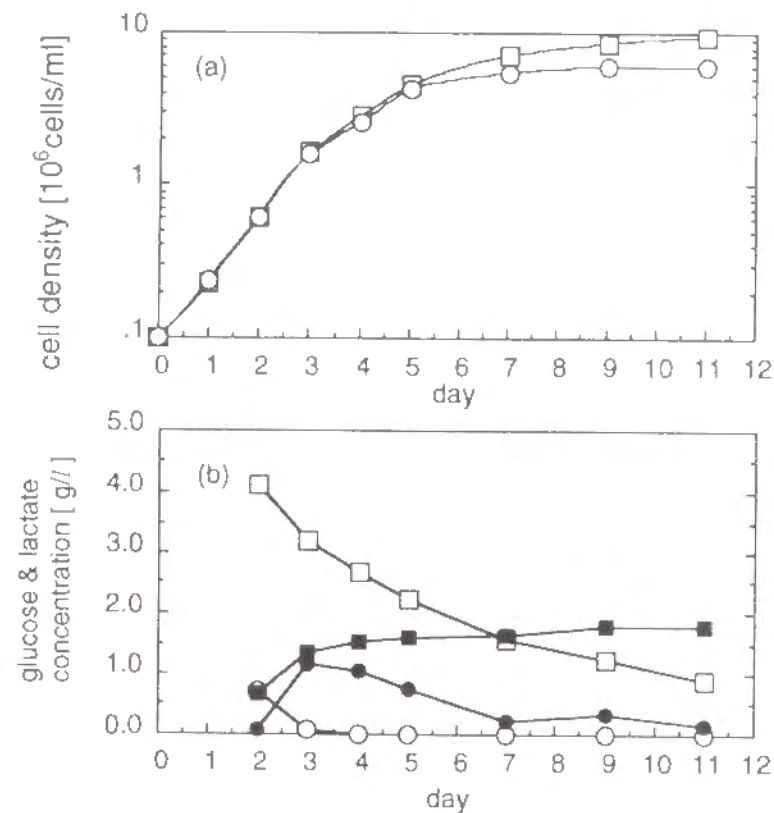 10
(a)
1
.1
cell density [10⁶cells/ml]
0 1 2 3 4 5 6 7 8 9 10 11 12
day
5.0
(b)
4.0
3.0
2.0
1.0
0.0
glucose & lactate
concentration [ g/l ]
0 1 2 3 4 5 6 7 8 9 10 11 12
day